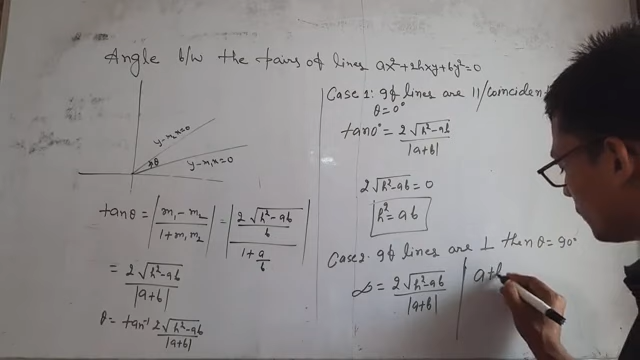 Angle b/w the pairs of lines ax²+2hxy+by²=0
y-m₂x=0
θ
y-m₁x=0
tanθ = |(m₁-m₂)/(1+m₁m₂)| = |(2√(h²-ab)/b)/(1+a/b)|
= 2√(h²-ab)/|a+b|
θ = tan⁻¹ 2√(h²-ab)/|a+b|
Case 1: If lines are ||/coinciden
θ=0°
tan0° = 2√(h²-ab)/|a+b|
2√(h²-ab) = 0
h² = ab
Case 2. If lines are ⊥ then θ = 90°
∞ = 2√(h²-ab)/|a+b| | a+b